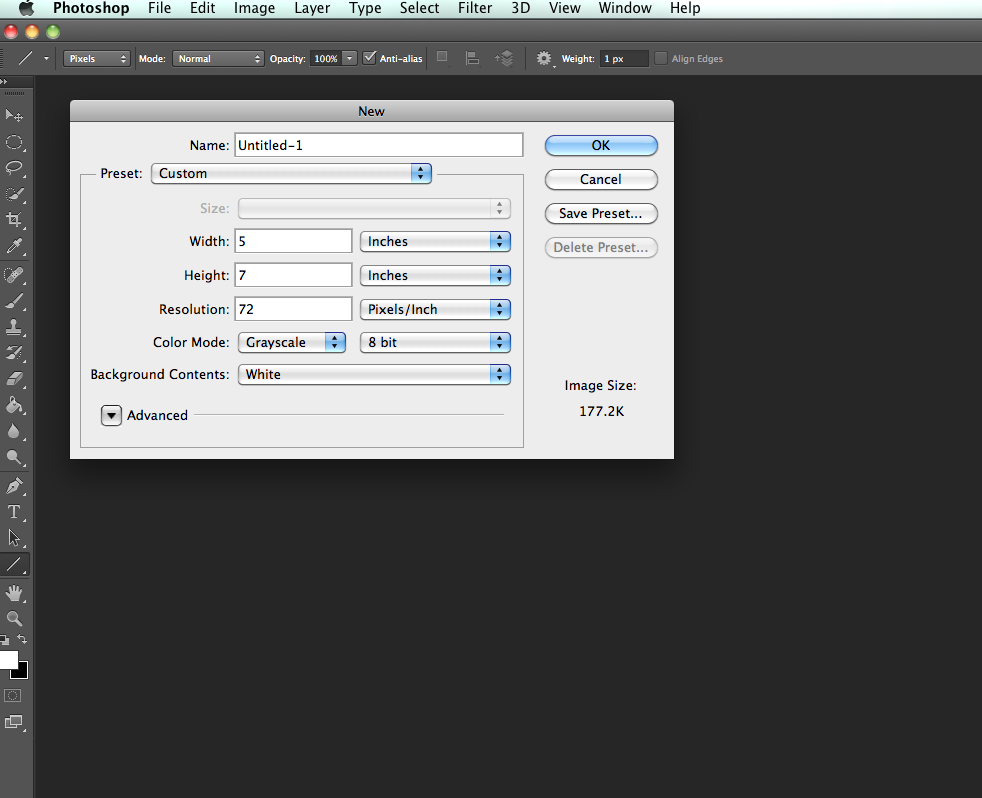 Photoshop File Edit Image Layer Type Select Filter 3D View Window Help
Pixels Mode: Normal Opacity: 100% Anti-alias Weight: 1 px Align Edges
New
Name: Untitled-1 OK
Preset: Custom Cancel
Size: Save Preset...
Width: 5 Inches Delete Preset...
Height: 7 Inches
Resolution: 72 Pixels/Inch
Color Mode: Grayscale 8 bit
Background Contents: White
Image Size:
177.2K
Advanced
T